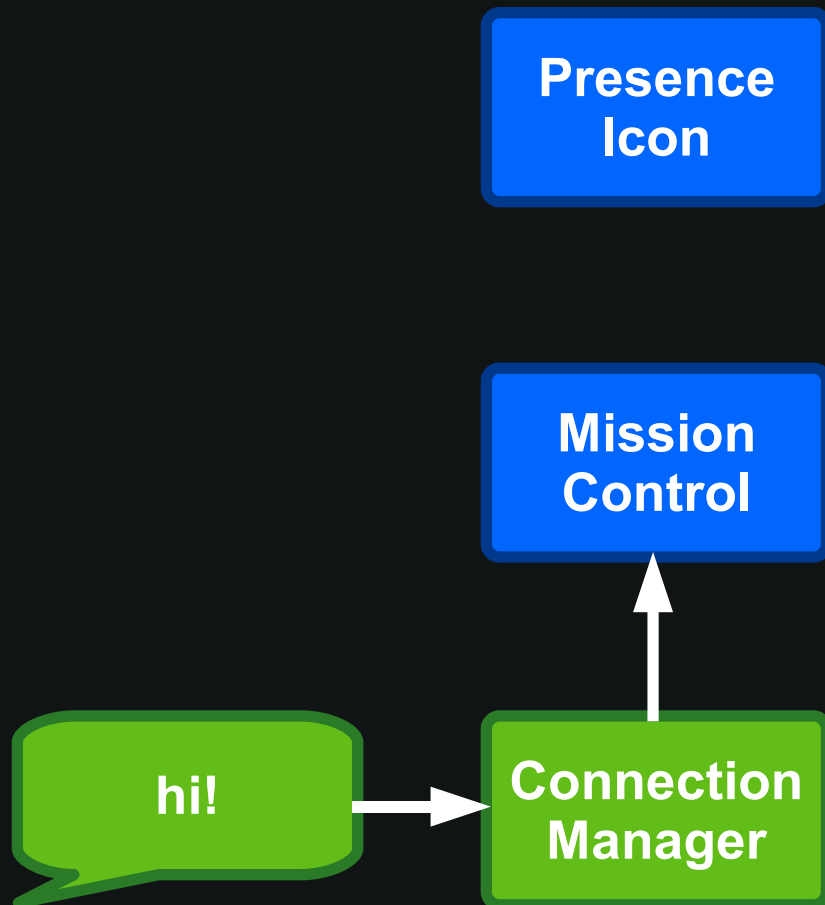 Presence
Icon
Mission
Control
hi!
Connection
Manager